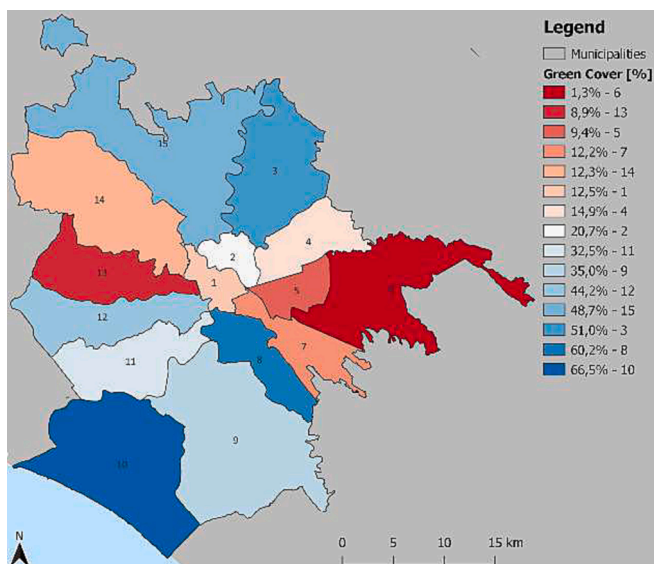 Legend
Municipalities
Green Cover [%]
1,3% - 6
8,9% - 13
9,4% - 5
12,2% - 7
12,3% - 14
12,5% - 1
14,9% - 4
20,7% - 2
32,5% - 11
35,0% - 9
44,2% - 12
48,7% - 15
51,0% - 3
60,2% - 8
66,5% - 10
15
3
14
4
2
13
1
5
6
12
7
8
11
9
10
N
0 5 10 15 km